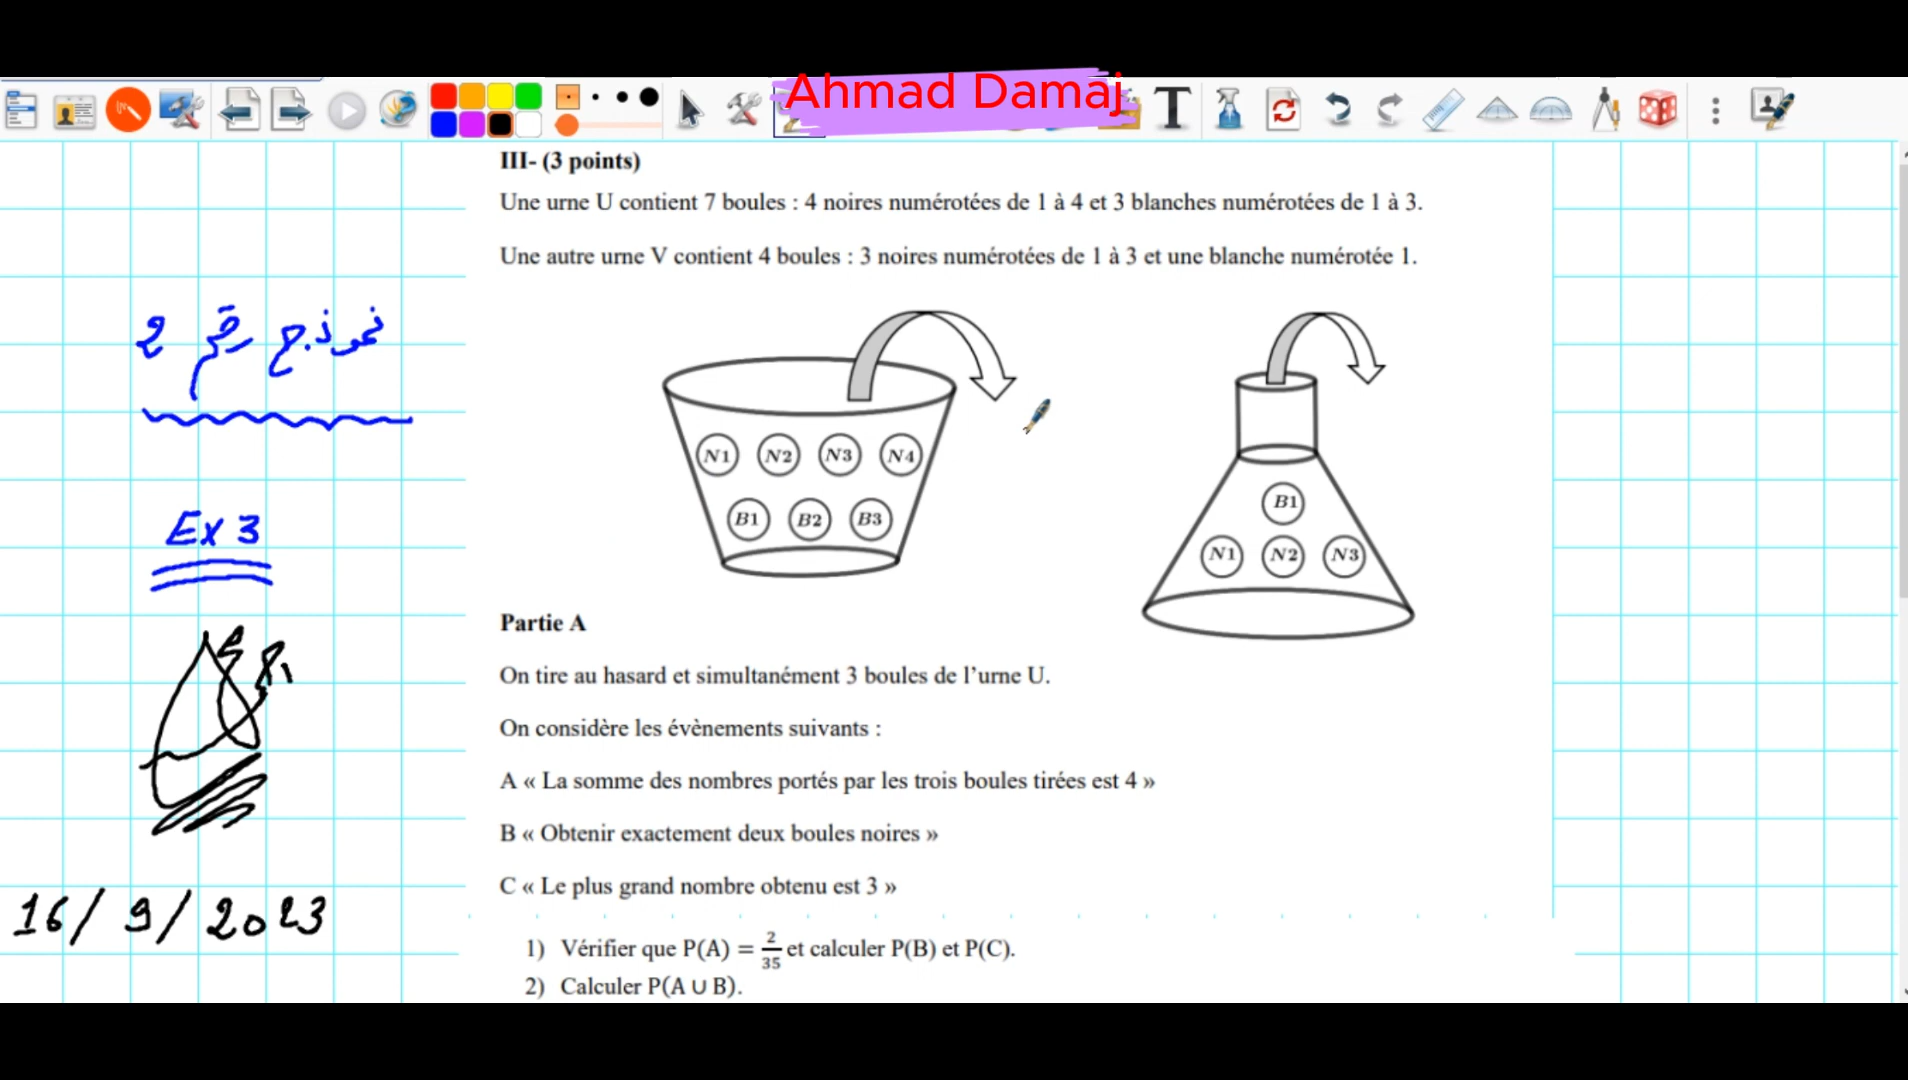 Ahmad Damaj
III- (3 points)
Une urne U contient 7 boules : 4 noires numérotées de 1 à 4 et 3 blanches numérotées de 1 à 3.
Une autre urne V contient 4 boules : 3 noires numérotées de 1 à 3 et une blanche numérotée 1.
نموذج رقم 2
N1 N2 N3 N4
B1 B2 B3
B1
N1 N2 N3
Ex 3
Partie A
On tire au hasard et simultanément 3 boules de l'urne U.
On considère les évènements suivants :
A « La somme des nombres portés par les trois boules tirées est 4 »
B « Obtenir exactement deux boules noires »
C « Le plus grand nombre obtenu est 3 »
16/ 9/ 2023
1) Vérifier que P(A) = 2/35 et calculer P(B) et P(C).
2) Calculer P(A ∪ B).